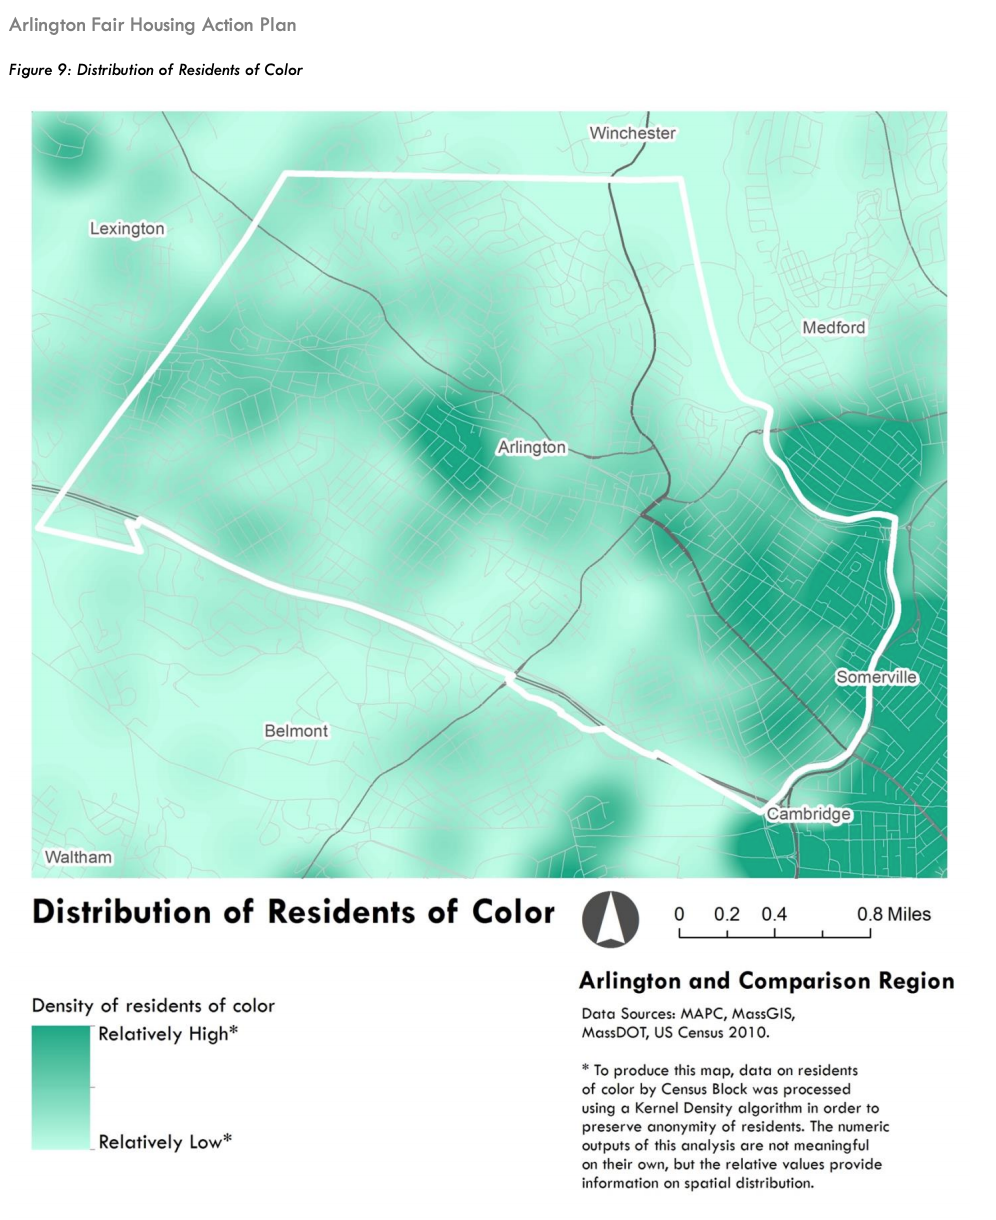 Arlington Fair Housing Action Plan
Figure 9: Distribution of Residents of Color
Winchester
Lexington
Medford
Arlington
Somerville
Belmont
Cambridge
Waltham
Distribution of Residents of Color
0 0.2 0.4 0.8 Miles
Arlington and Comparison Region
Density of residents of color
Relatively High*
Relatively Low*
Data Sources: MAPC, MassGIS,
MassDOT, US Census 2010.
* To produce this map, data on residents
of color by Census Block was processed
using a Kernel Density algorithm in order to
preserve anonymity of residents. The numeric
outputs of this analysis are not meaningful
on their own, but the relative values provide
information on spatial distribution.